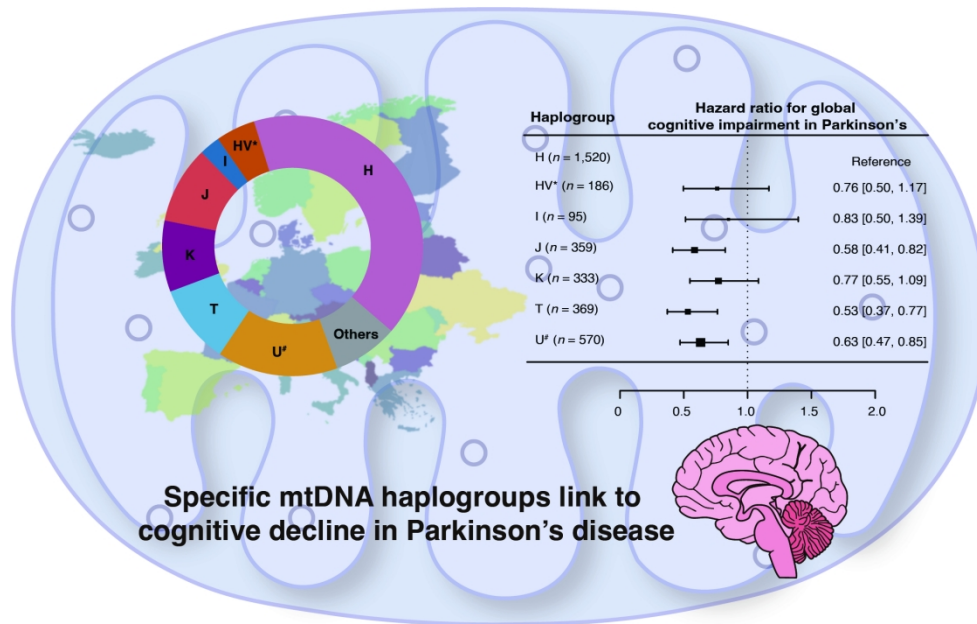 HV*
H
I
J
K
T
U#
Others
Haplogroup
Hazard ratio for global
cognitive impairment in Parkinson's
H (n = 1,520)
Reference
HV* (n = 186)
0.76 [0.50, 1.17]
I (n = 95)
0.83 [0.50, 1.39]
J (n = 359)
0.58 [0.41, 0.82]
K (n = 333)
0.77 [0.55, 1.09]
T (n = 369)
0.53 [0.37, 0.77]
U# (n = 570)
0.63 [0.47, 0.85]
0 0.5 1.0 1.5 2.0
Specific mtDNA haplogroups link to
cognitive decline in Parkinson's disease